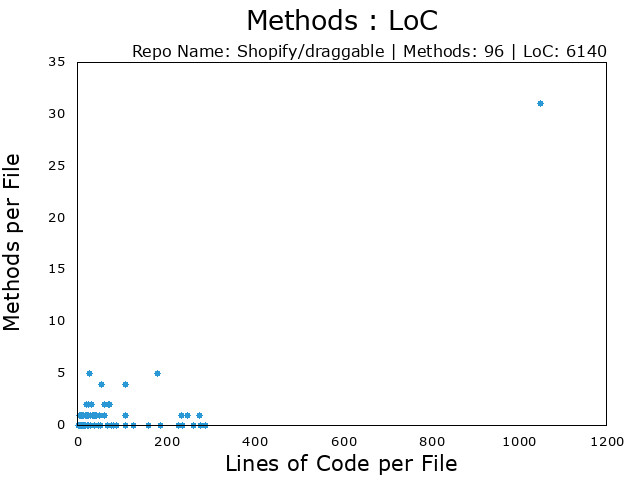 Methods : LoC
Repo Name: Shopify/draggable | Methods: 96 | LoC: 6140
Methods per File
35
30
25
20
15
10
5
0
0 200 400 600 800 1000 1200
Lines of Code per File